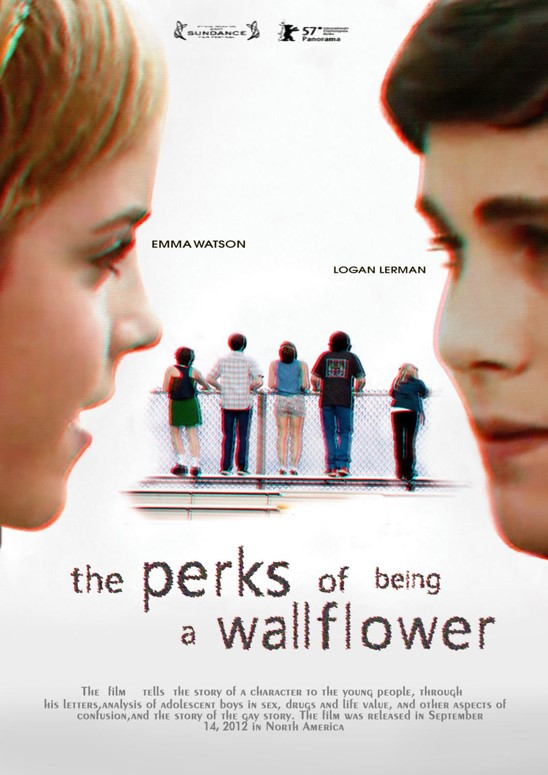 SUNDANCE
57
Panorama
EMMA WATSON
LOGAN LERMAN
the perks of being
a wallflower
The film tells the story of a character to the young people, through
his letters,analysis of adolescent boys in sex, drugs and life value, and other aspects of
confusion,and the story of the gay story. The film was released in September
14, 2012 in North America